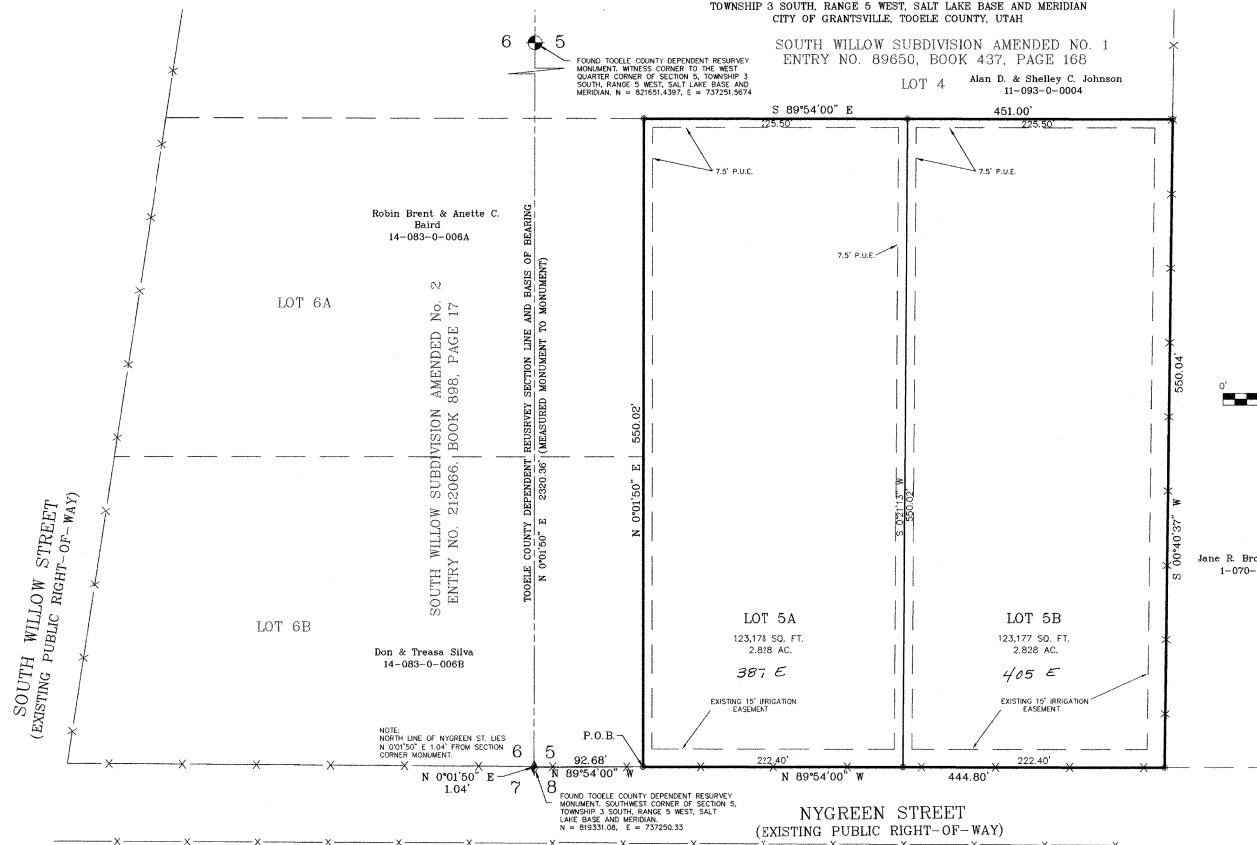 TOWNSHIP 3 SOUTH, RANGE 5 WEST, SALT LAKE BASE AND MERIDIAN
CITY OF GRANTSVILLE, TOOELE COUNTY, UTAH
SOUTH WILLOW SUBDIVISION AMENDED NO. 1
ENTRY NO. 89650, BOOK 437, PAGE 168
LOT 4
Alan D. & Shelley C. Johnson
11-093-0-0004
6 5
FOUND TOOELE COUNTY DEPENDENT RESURVEY
MONUMENT. WITNESS CORNER TO THE WEST
QUARTER CORNER OF SECTION 5, TOWNSHIP 3
SOUTH, RANGE 5 WEST, SALT LAKE BASE AND
MERIDIAN. N = 821651.4397, E = 737251.5674
S 89°54'00" E
451.00'
225.50'
225.50'
7.5' P.U.E.
7.5' P.U.E.
7.5' P.U.E.
Robin Brent & Anette C.
Baird
14-083-0-006A
LOT 6A
SOUTH WILLOW SUBDIVISION AMENDED No. 2
ENTRY NO. 212066, BOOK 898, PAGE 17
TOOELE COUNTY DEPENDENT REUSRVEY SECTION LINE AND BASIS OF BEARING
N 0°01'50" E 2320.36' (MEASURED MONUMENT TO MONUMENT)
N 0°01'50" E 550.02'
S 0°21'13" W
550.02'
550.04'
S 00°40'37" W
0'
Jane R.
1-070-
SOUTH WILLOW STREET
(EXISTING PUBLIC RIGHT-OF-WAY)
LOT 6B
Don & Treasa Silva
14-083-0-006B
LOT 5A
123,178 SQ. FT.
2.828 AC.
387 E
EXISTING 15' IRRIGATION
EASEMENT
LOT 5B
123,177 SQ. FT.
2.828 AC.
405 E
EXISTING 15' IRRIGATION
EASEMENT
NOTE:
NORTH LINE OF NYGREEN ST. LIES
N 0°01'50" E 1.04' FROM SECTION
CORNER MONUMENT.
6 5
7 8
P.O.B.
N 0°01'50" E
1.04'
92.68'
N 89°54'00" W
222.40'
N 89°54'00" W
444.80'
222.40'
FOUND TOOELE COUNTY DEPENDENT RESURVEY
MONUMENT. SOUTHWEST CORNER OF SECTION 5,
TOWNSHIP 3 SOUTH, RANGE 5 WEST, SALT
LAKE BASE AND MERIDIAN.
N = 819331.08, E = 737250.33
NYGREEN STREET
(EXISTING PUBLIC RIGHT-OF-WAY)